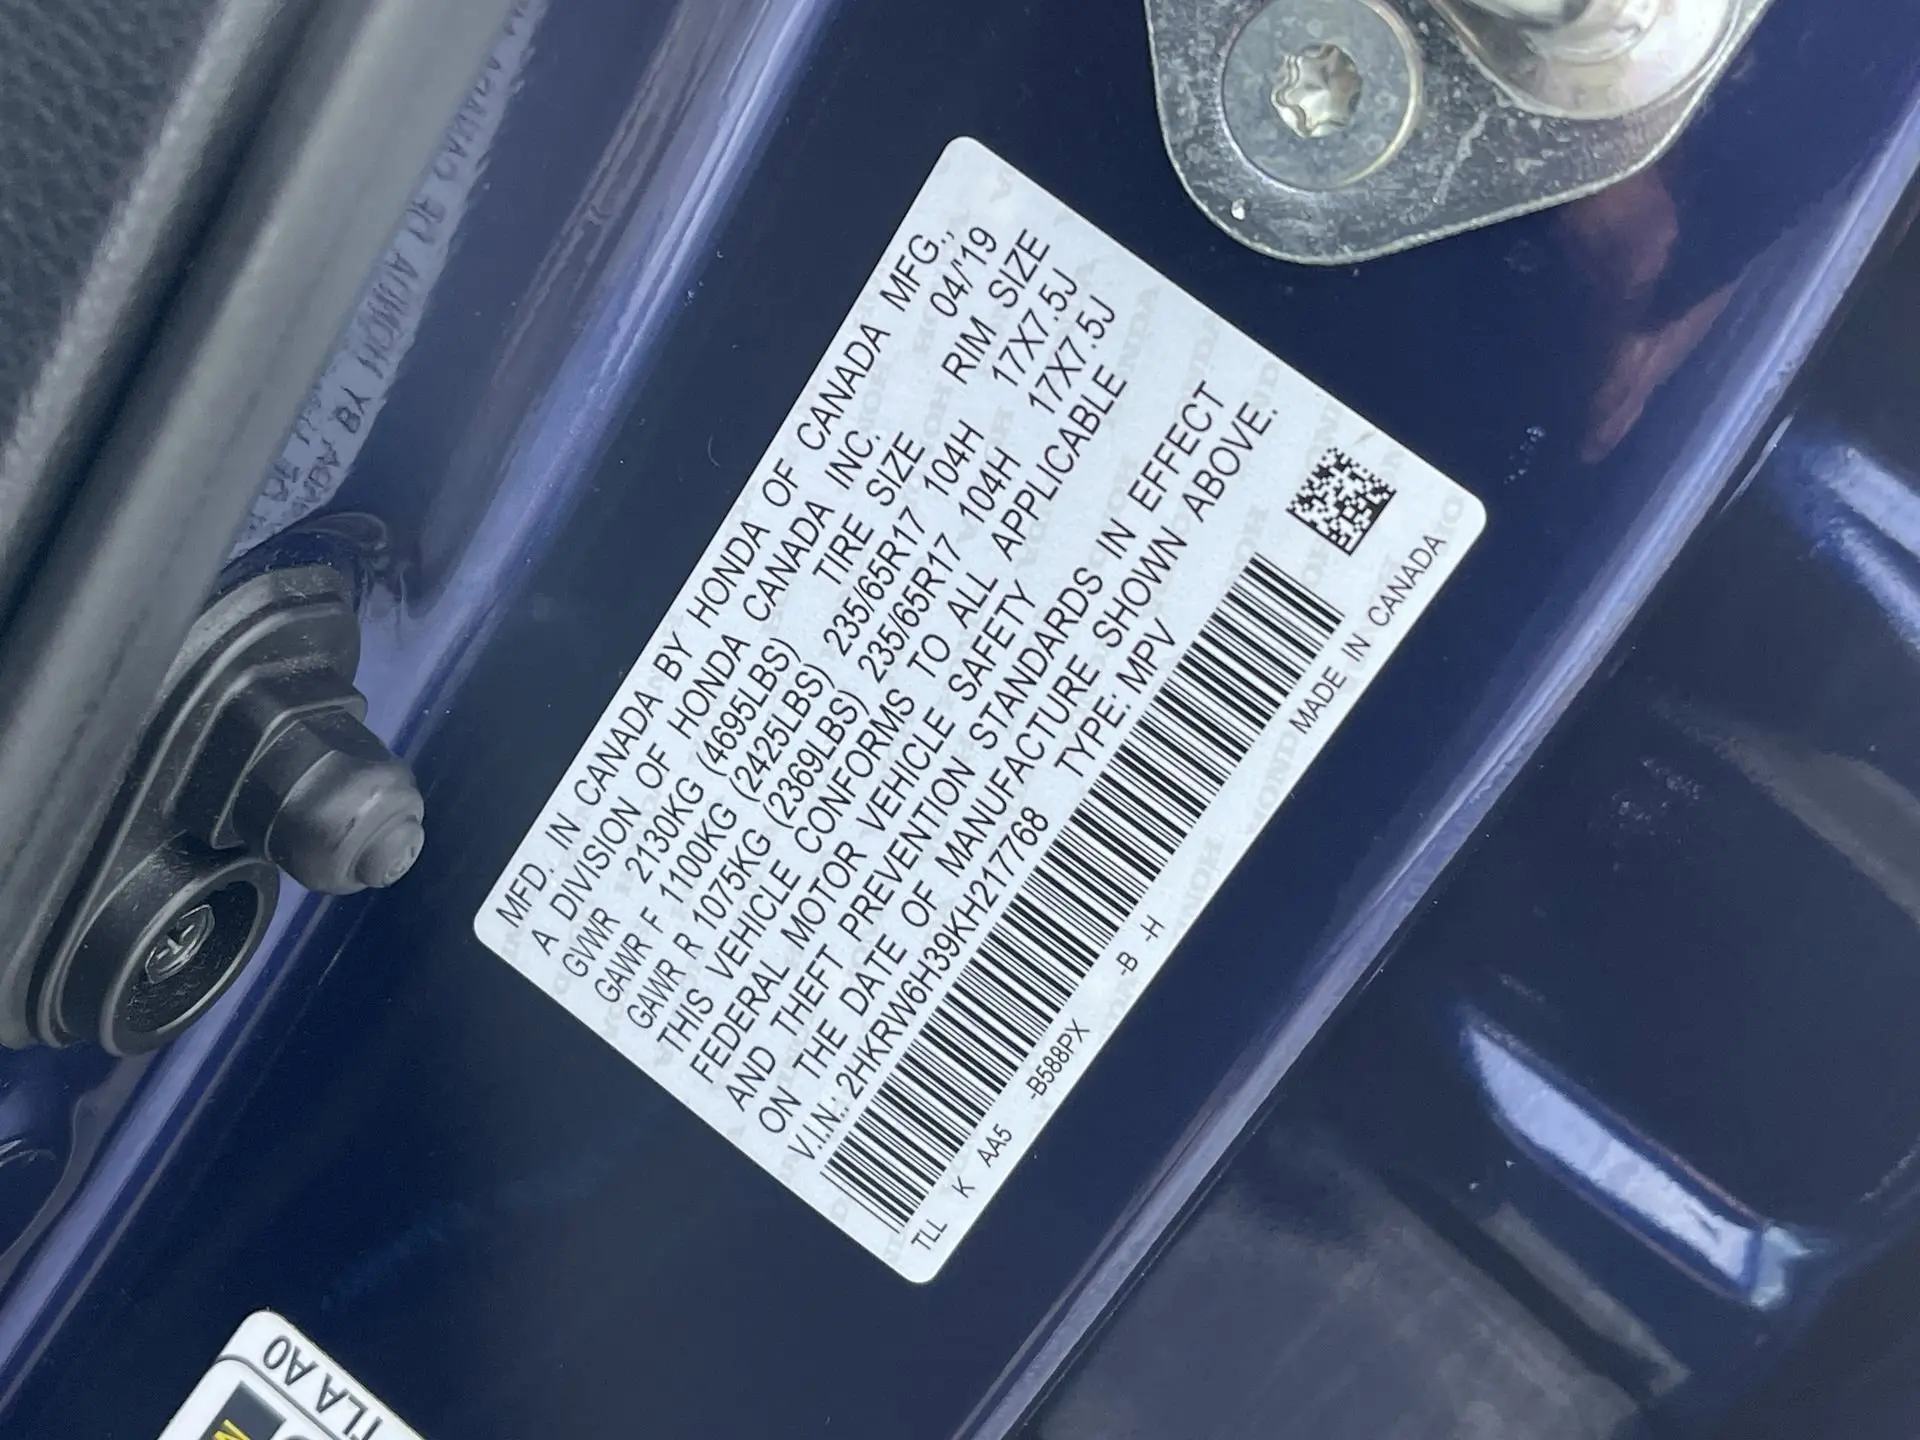 MFD. IN CANADA BY HONDA OF CANADA MFG.,
A DIVISION OF HONDA CANADA INC. 04/'19
GVWR 2130KG (4695LBS) TIRE SIZE RIM SIZE
GAWR F 1100KG (2425LBS) 235/65R17 104H 17X7.5J
GAWR R 1075KG (2369LBS) 235/65R17 104H 17X7.5J
THIS VEHICLE CONFORMS TO ALL APPLICABLE
FEDERAL MOTOR VEHICLE SAFETY
AND THEFT PREVENTION STANDARDS IN EFFECT
ON THE DATE OF MANUFACTURE SHOWN ABOVE.
V.I.N.: 2HKRW6H39KH217768 TYPE: MPV
TLL K AA5 -B588PX -B -H MADE IN CANADA
TLA A0